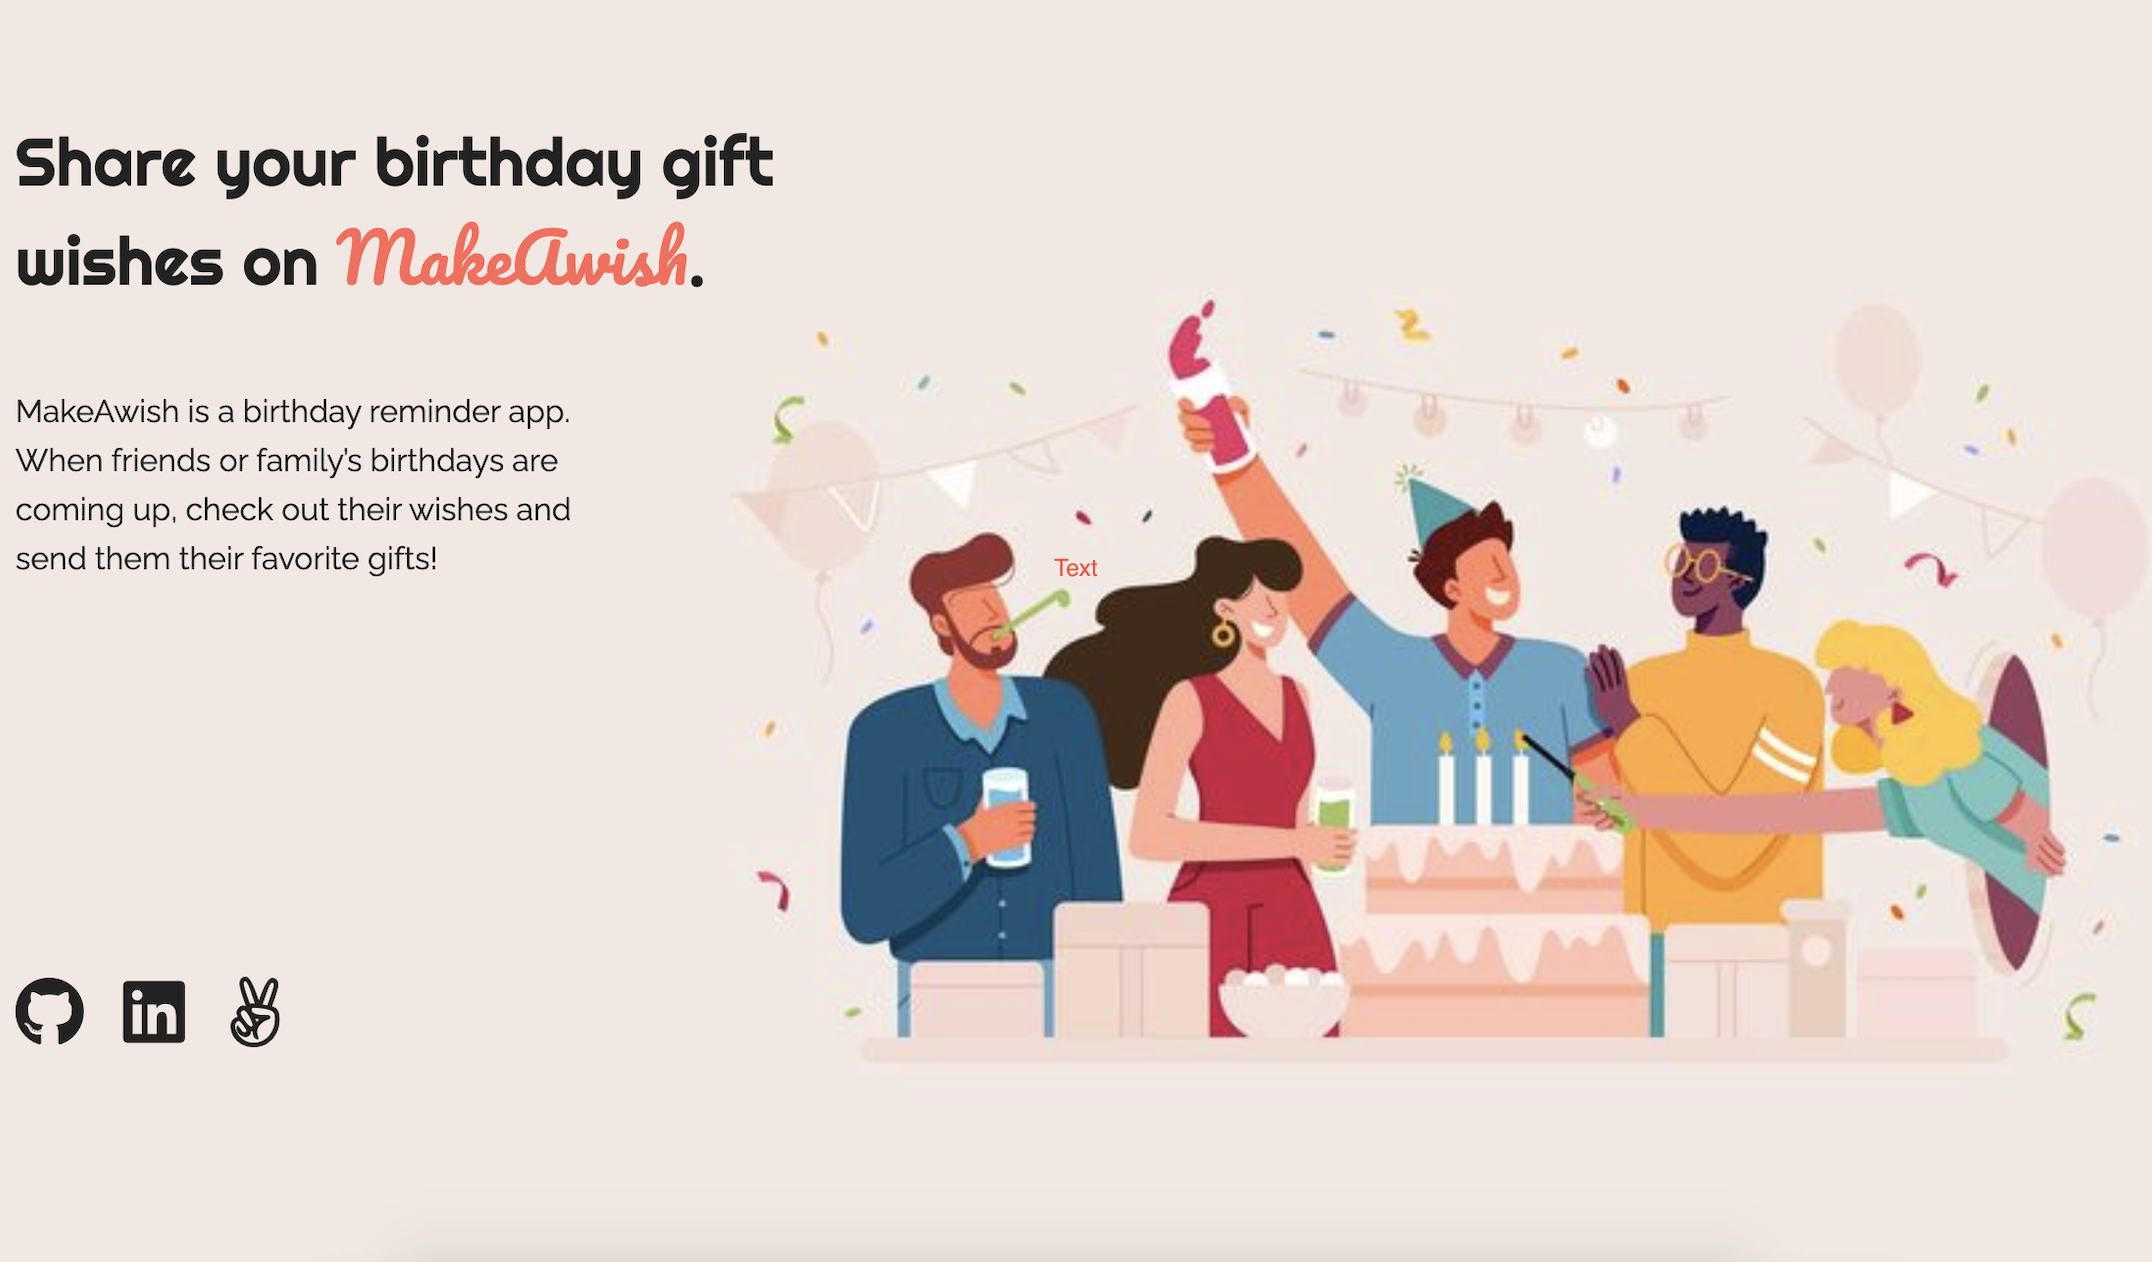 Share your birthday gift
wishes on MakeAwish.
MakeAwish is a birthday reminder app.
When friends or family's birthdays are
coming up, check out their wishes and
send them their favorite gifts!
Text
in